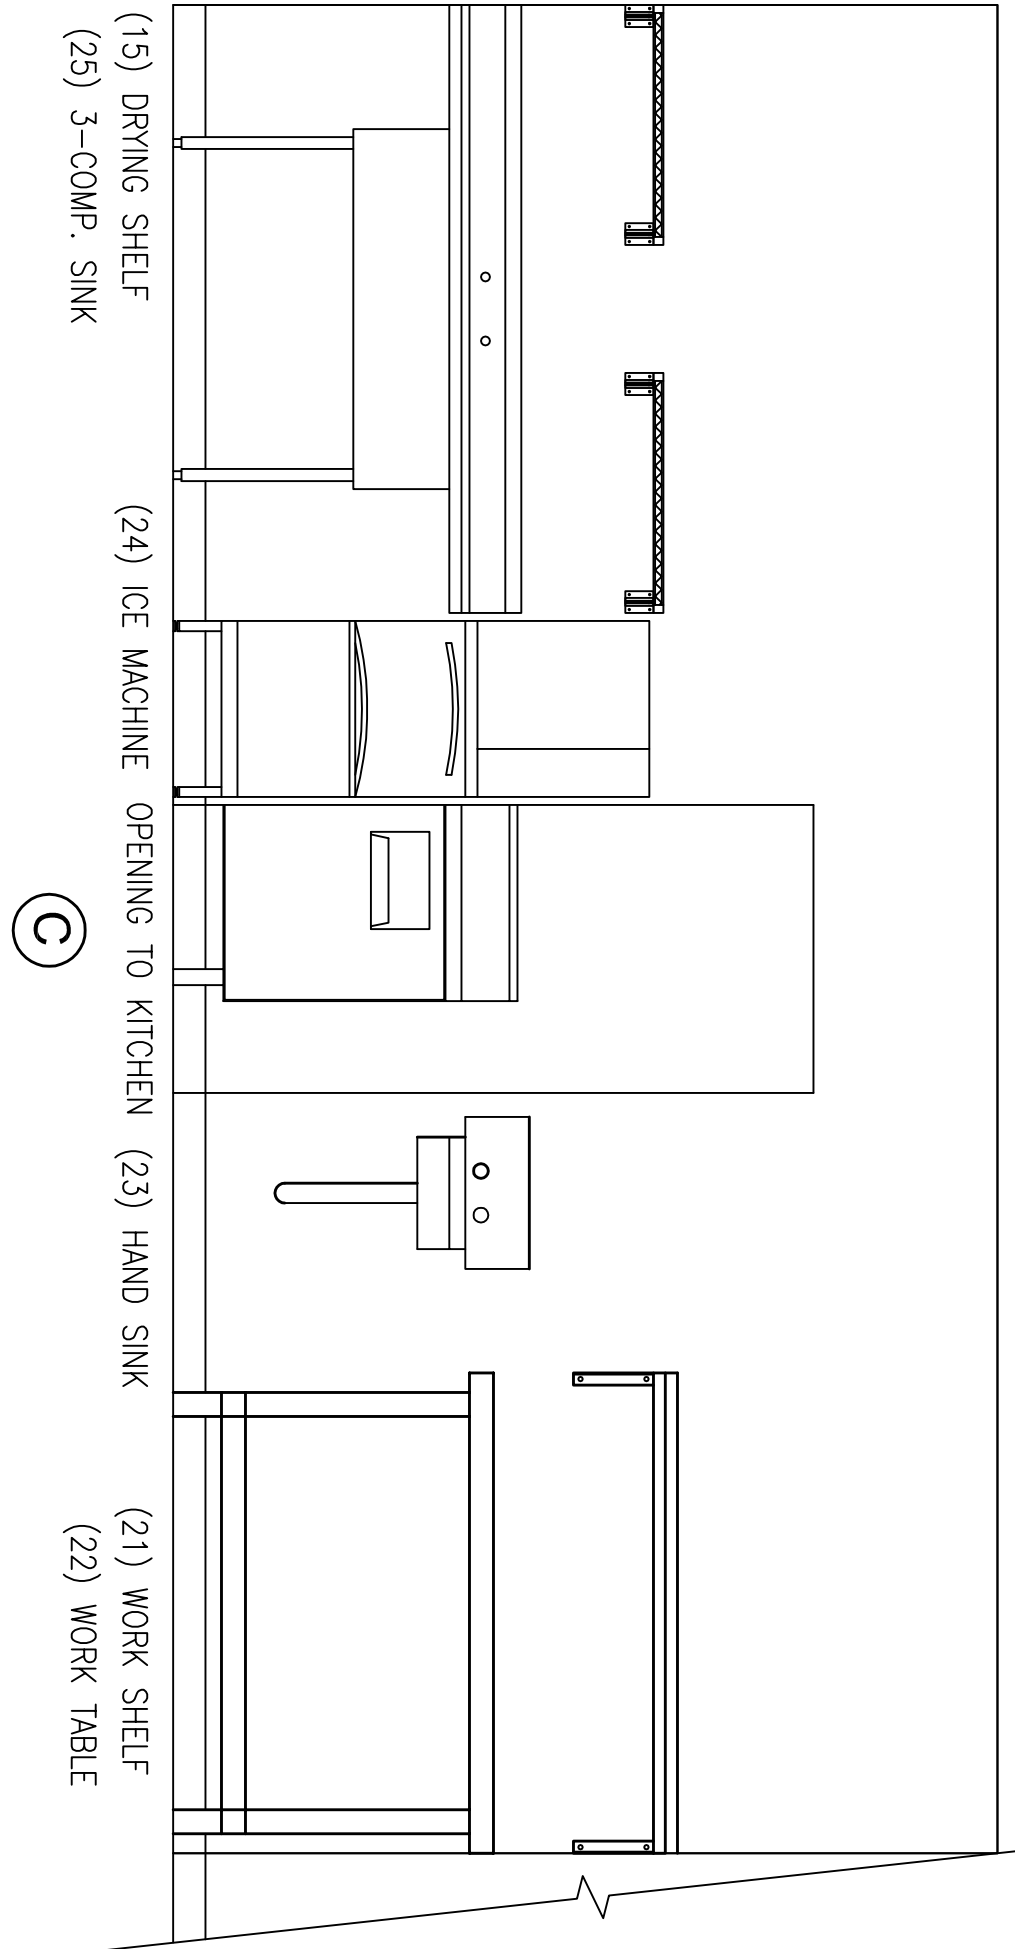 (15) DRYING SHELF
(25) 3-COMP. SINK
(24) ICE MACHINE
OPENING TO KITCHEN
(23) HAND SINK
(21) WORK SHELF
(22) WORK TABLE
C